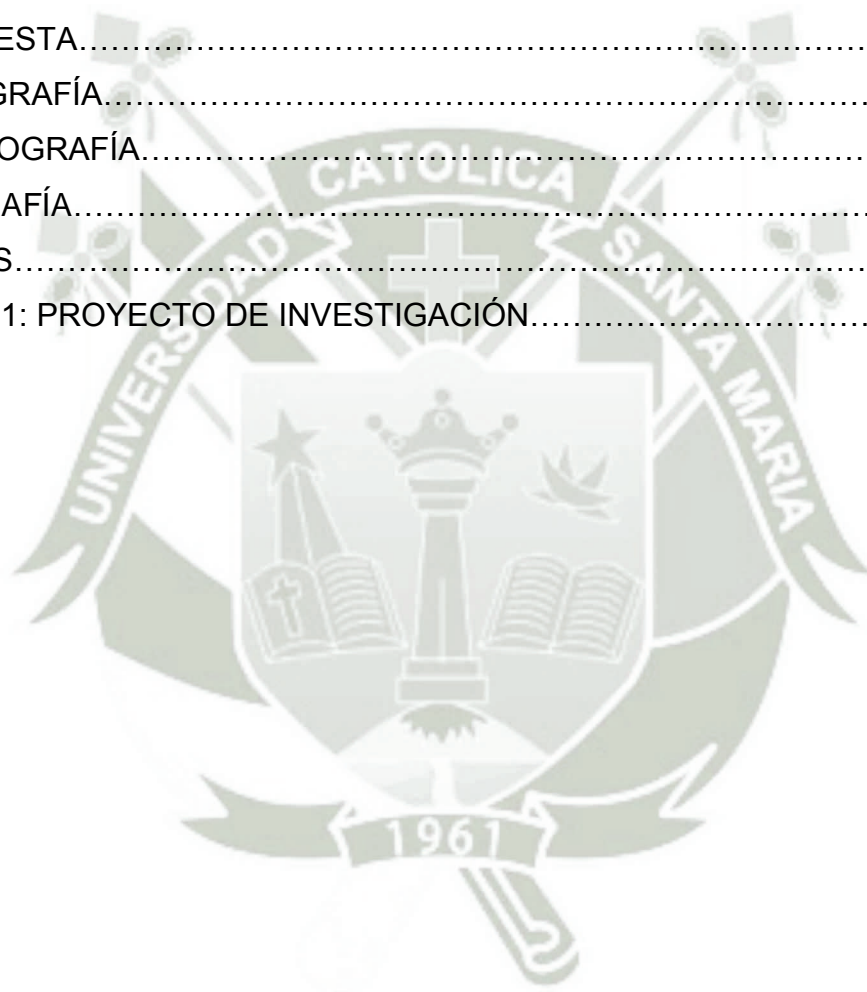 ESTA……………………………………………………………………
GRAFÍA……………………………………………………………………
OGRAFÍA…………………………………………………………………
AFÍA………………………………………………………………………
S……………………………………………………………………………
1: PROYECTO DE INVESTIGACIÓN………………………………
UNIVERSIDAD CATOLICA SANTA MARIA
1961